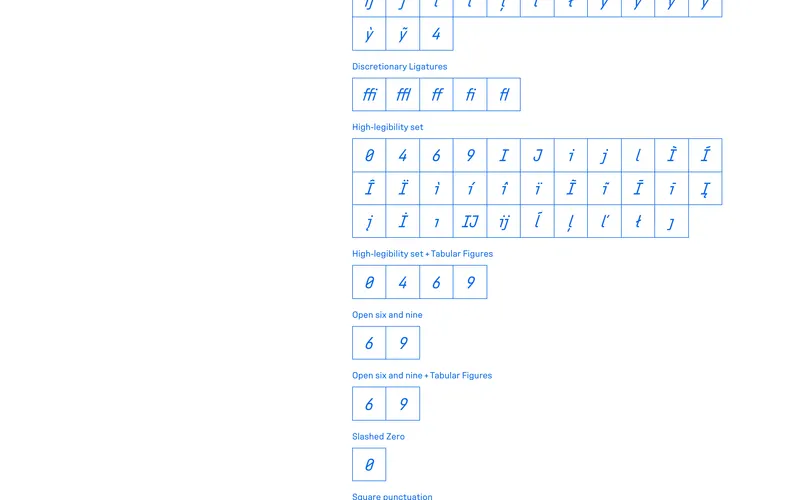 ẏ ỹ 4
Discretionary Ligatures
ffi ffl ff fi fl
High-legibility set
0 4 6 9 I J i j l Ì Í
Î Ï ì í î ï Ī ī Į
į İ ı IJ ij ĺ ļ ľ ł ȷ
High-legibility set + Tabular Figures
0 4 6 9
Open six and nine
6 9
Open six and nine + Tabular Figures
6 9
Slashed Zero
0
Square punctuation